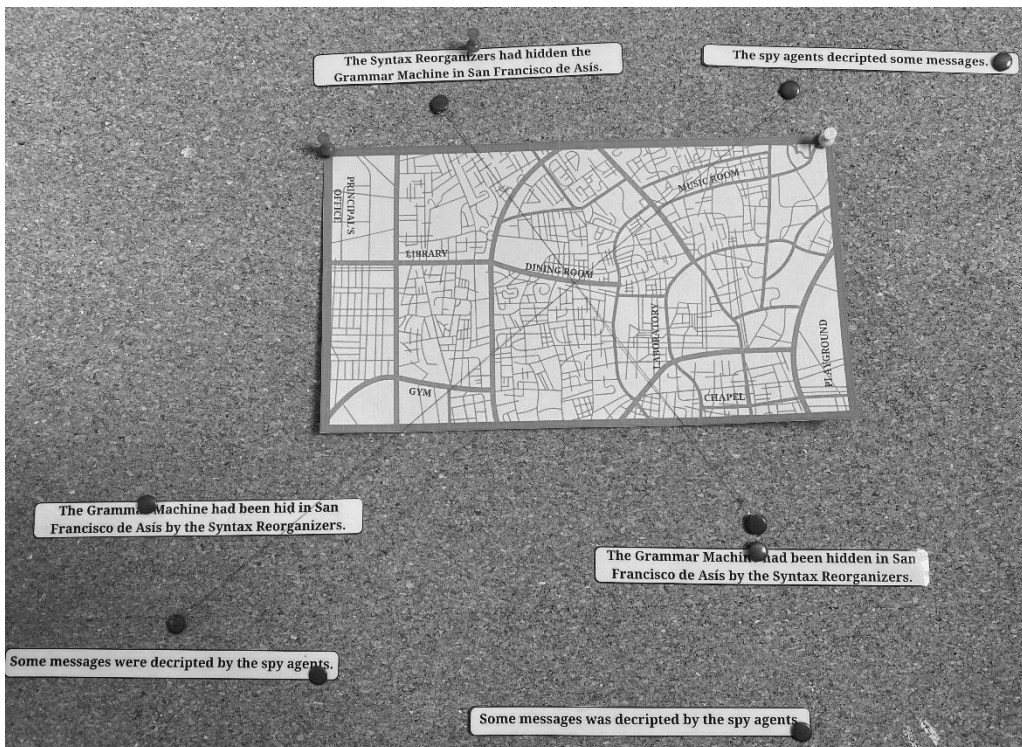 The Syntax Reorganizers had hidden the
Grammar Machine in San Francisco de Asís.
The spy agents decripted some messages.
PRINCIPAL'S
OFFICE
MUSIC ROOM
LIBRARY
DINING ROOM
LABORATORY
PLAYGROUND
GYM
CHAPEL
The Grammar Machine had been hid in San
Francisco de Asís by the Syntax Reorganizers.
The Grammar Machine had been hidden in San
Francisco de Asís by the Syntax Reorganizers.
Some messages were decripted by the spy agents.
Some messages was decripted by the spy agents